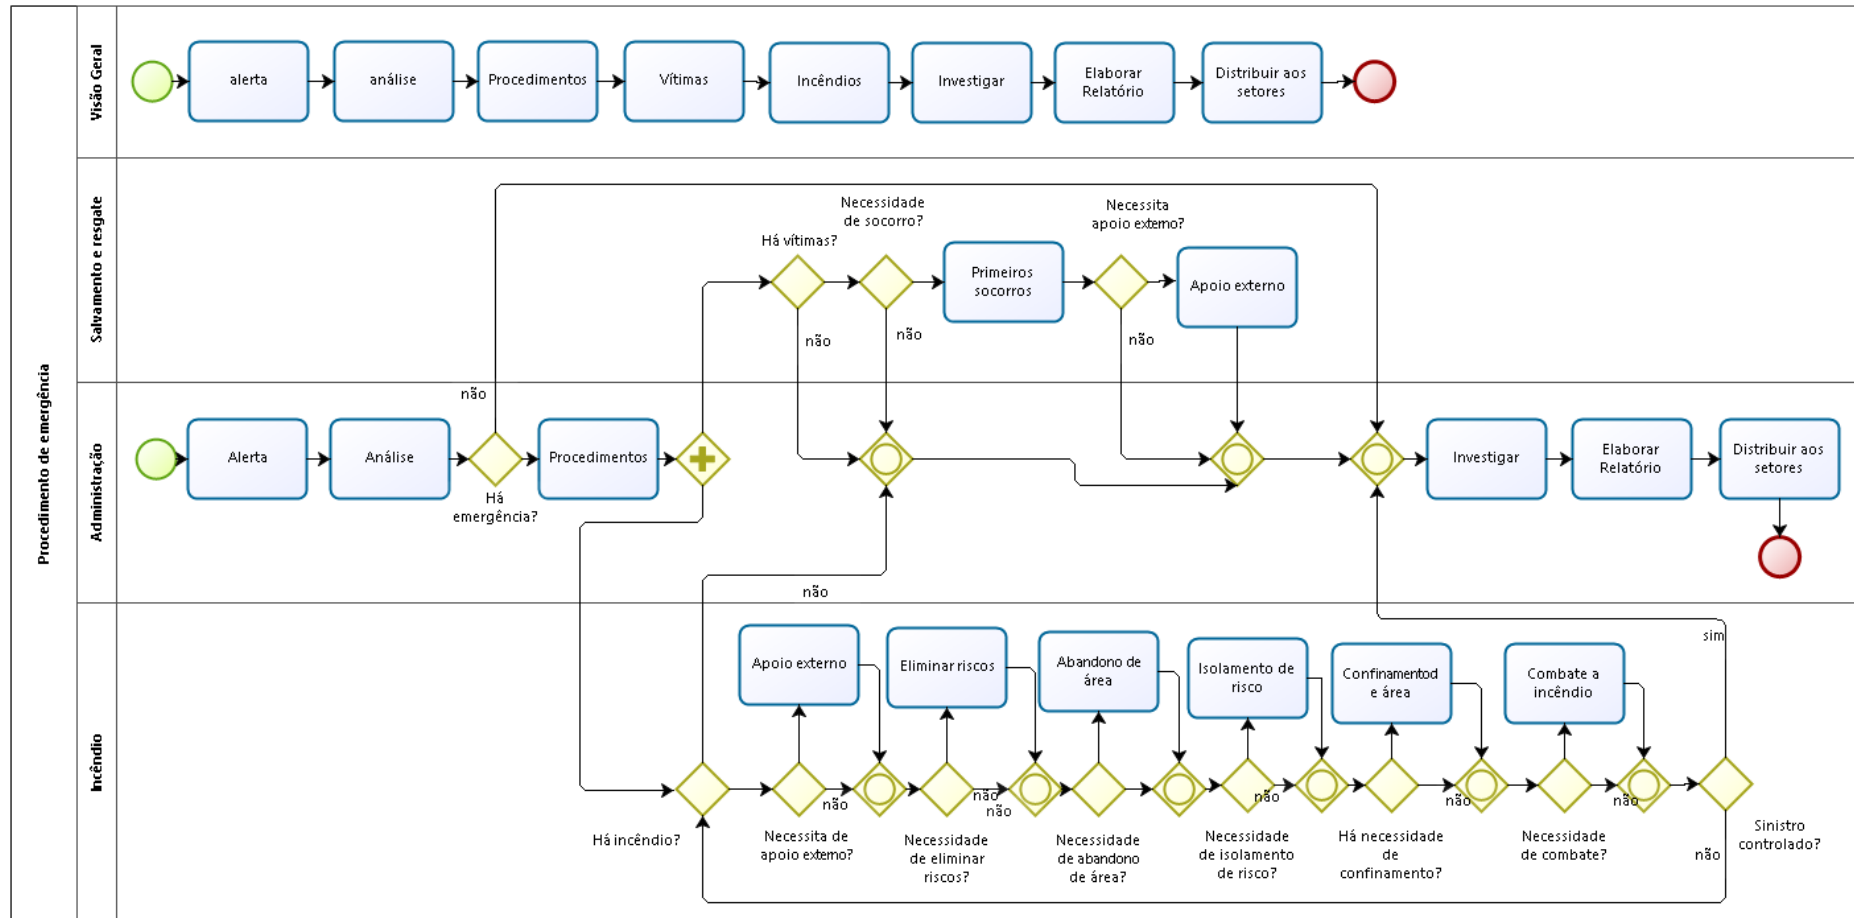 Procedimento de emergência
Visão Geral
alerta
análise
Procedimentos
Vítimas
Incêndios
Investigar
Elaborar
Relatório
Distribuir aos
setores
Salvamento e resgate
Há vítimas?
Necessidade
de socorro?
Primeiros
socorros
Necessita
apoio externo?
Apoio externo
não
não
não
não
Administração
Alerta
Análise
Há
emergência?
Procedimentos
Investigar
Elaborar
Relatório
Distribuir aos
setores
não
Incêndio
Apoio externo
Eliminar riscos
Abandono de
área
Isolamento de
risco
Confinamentod
e área
Combate a
incêndio
sim
não
não
não
não
não
não
Há incêndio?
Necessita de
apoio externo?
Necessidade
de eliminar
riscos?
Necessidade
de abandono
de área?
Necessidade
de isolamento
de risco?
Há necessidade
de
confinamento?
Necessidade
de combate?
não
Sinistro
controlado?